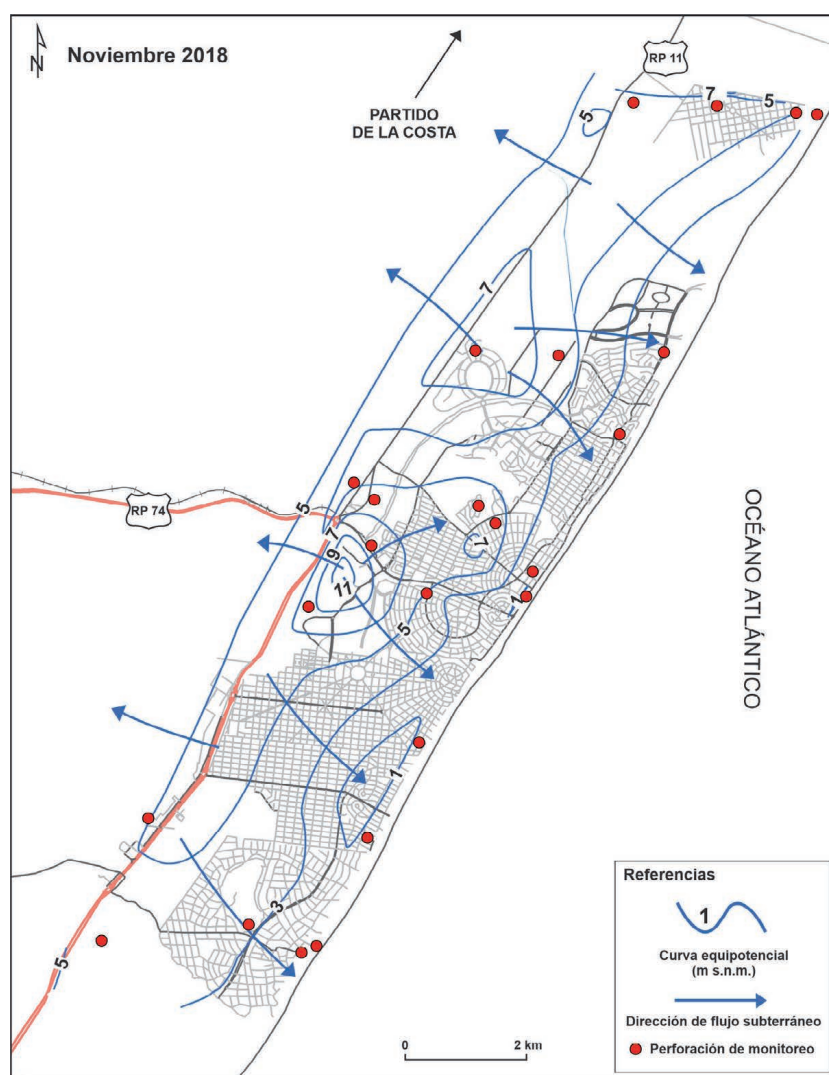 N
Noviembre 2018
RP 11
PARTIDO
DE LA COSTA
7
5
5
7
5
RP 74
7
9
11
7
5
1
OCÉANO ATLÁNTICO
1
3
5
Referencias
1
Curva equipotencial
(m s.n.m.)
Dirección de flujo subterráneo
Perforación de monitoreo
0
2 km